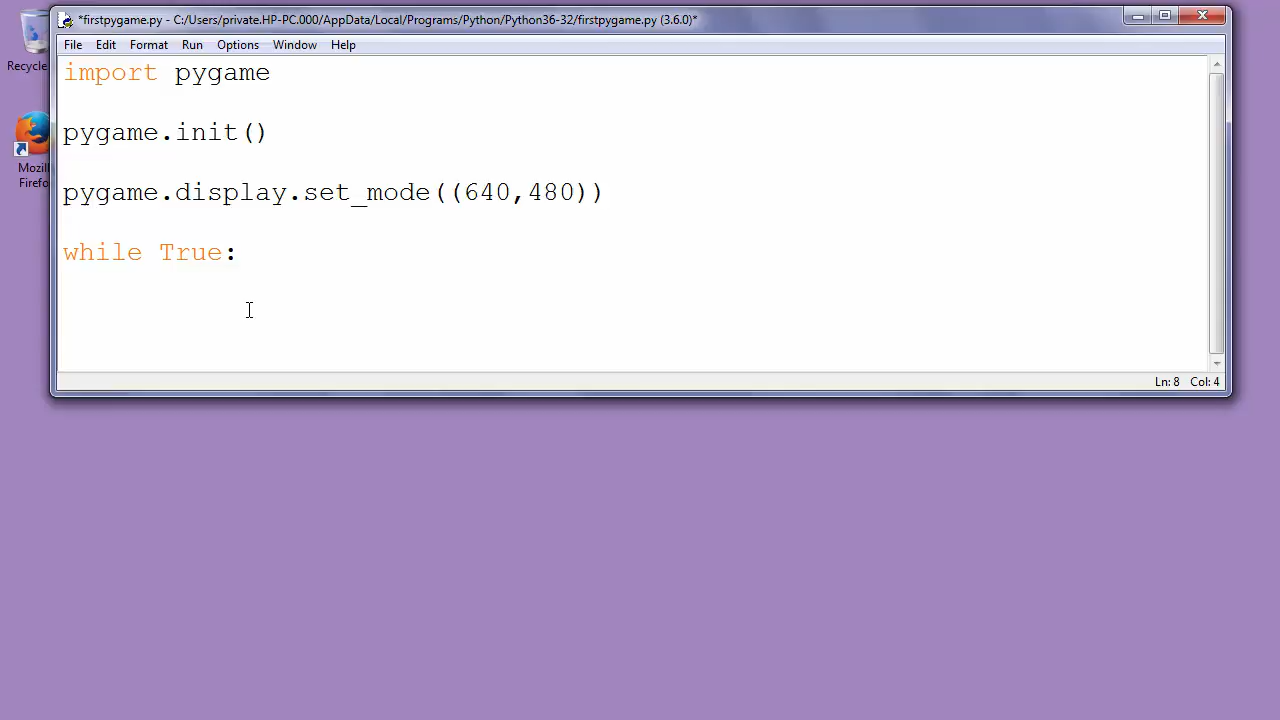 *firstpygame.py - C:/Users/private.HP-PC.000/AppData/Local/Programs/Python/Python36-32/firstpygame.py (3.6.0)*
File Edit Format Run Options Window Help
Recycle
Mozil
Firefo
import pygame
pygame.init()
pygame.display.set_mode((640,480))
while True:
Ln: 8 Col: 4